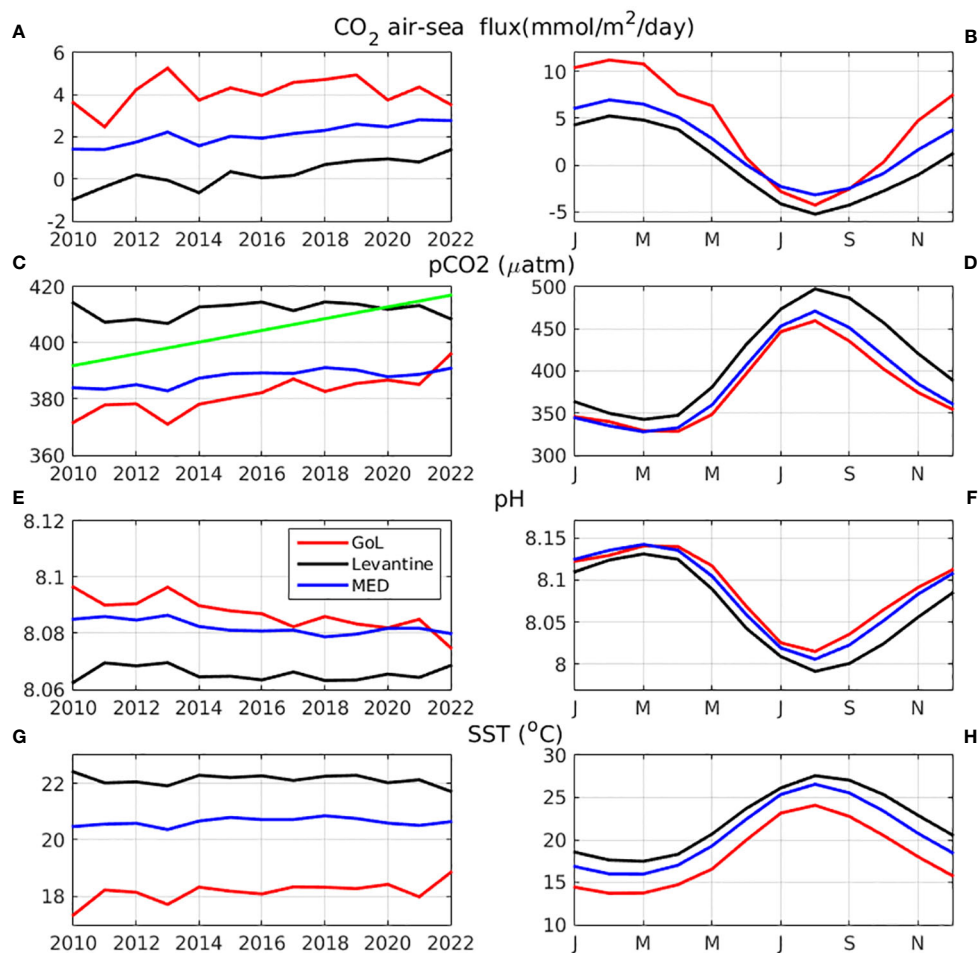 CO2 air-sea flux(mmol/m2/day)
A
B
6
4
2
0
-2
2010 2012 2014 2016 2018 2020 2022
10
5
0
-5
J M M J S N
pCO2 (μatm)
C
D
420
400
380
360
2010 2012 2014 2016 2018 2020 2022
500
450
400
350
300
J M M J S N
pH
E
F
8.12
8.1
8.08
8.06
GoL
Levantine
MED
2010 2012 2014 2016 2018 2020 2022
8.15
8.1
8.05
8
J M M J S N
SST (oC)
G
H
22
20
18
2010 2012 2014 2016 2018 2020 2022
30
25
20
15
10
J M M J S N